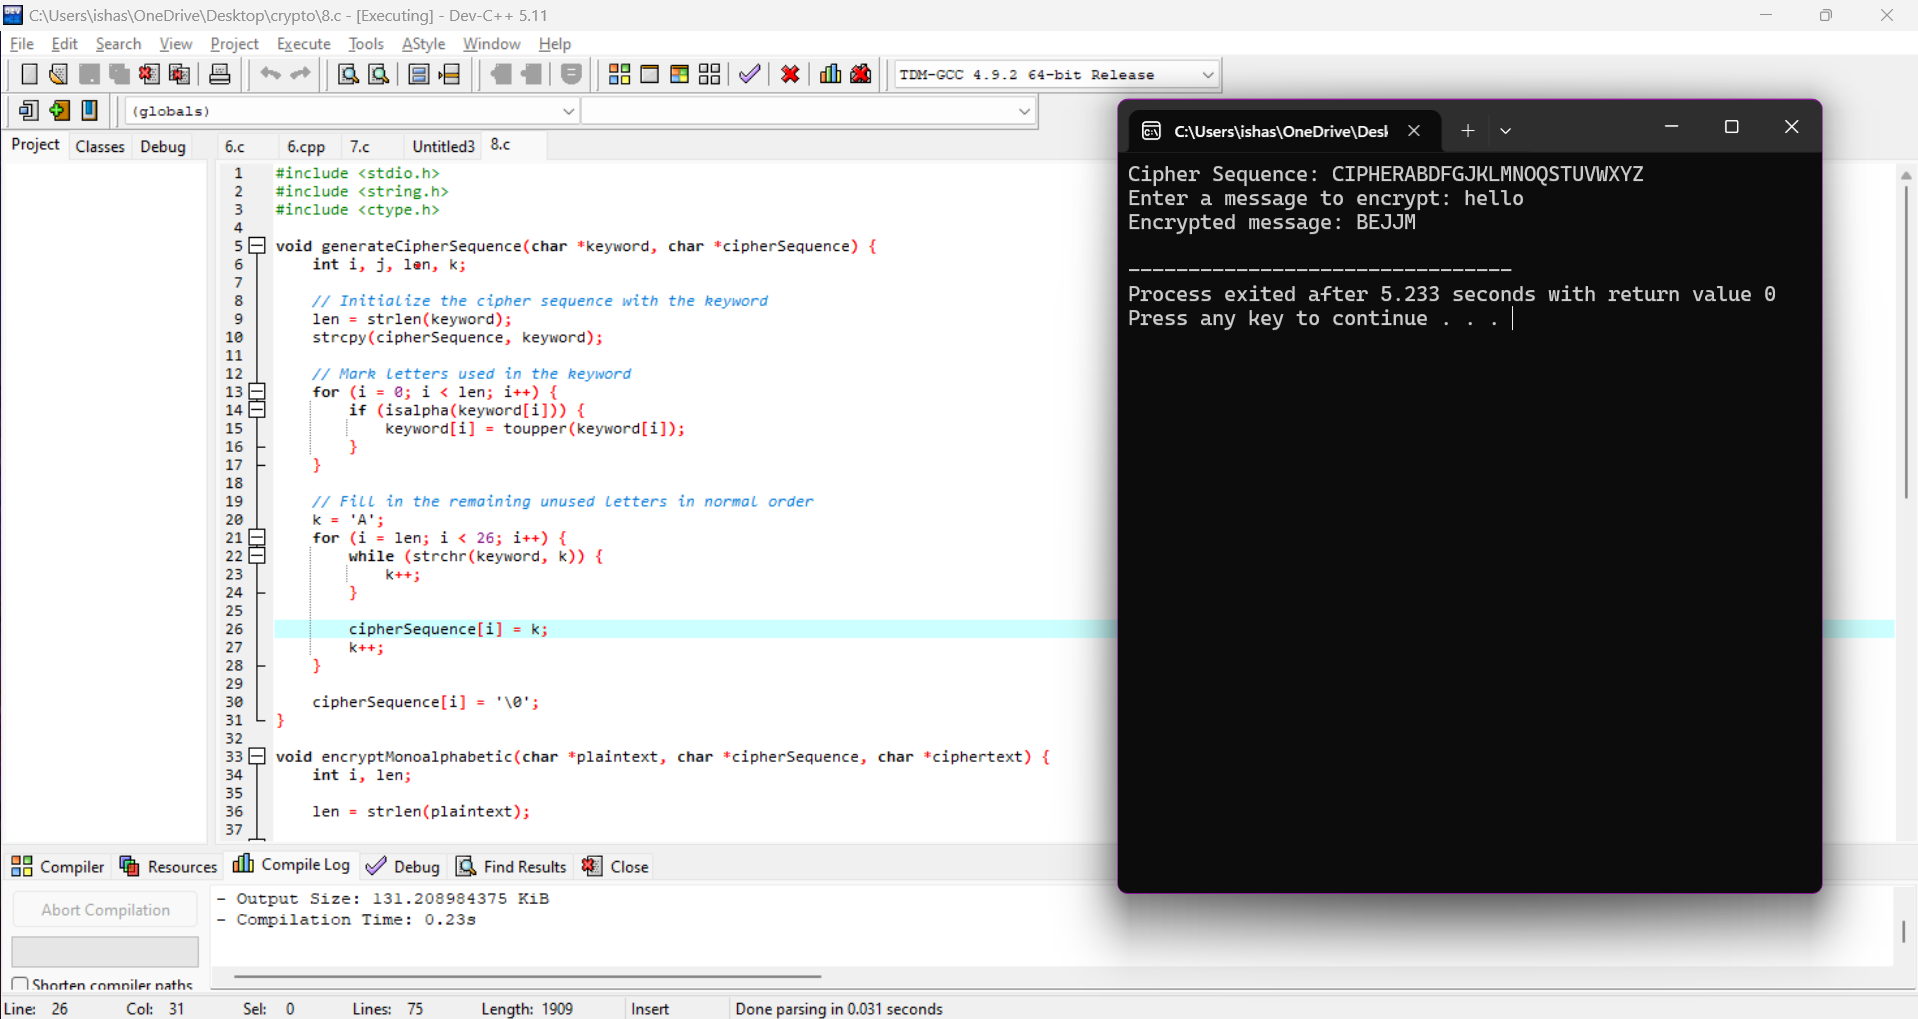 C:\Users\ishas\OneDrive\Desktop\crypto\8.c - [Executing] - Dev-C++ 5.11
File Edit Search View Project Execute Tools AStyle Window Help
TDM-GCC 4.9.2 64-bit Release
(globals)
Project Classes Debug
6.c 6.cpp 7.c Untitled3 8.c
1 #include <stdio.h>
2 #include <string.h>
3 #include <ctype.h>
4
5 void generateCipherSequence(char *keyword, char *cipherSequence) {
6 int i, j, len, k;
7
8 // Initialize the cipher sequence with the keyword
9 len = strlen(keyword);
10 strcpy(cipherSequence, keyword);
11
12 // Mark letters used in the keyword
13 for (i = 0; i < len; i++) {
14 if (isalpha(keyword[i])) {
15 keyword[i] = toupper(keyword[i]);
16 }
17 }
18
19 // Fill in the remaining unused letters in normal order
20 k = 'A';
21 for (i = len; i < 26; i++) {
22 while (strchr(keyword, k)) {
23 k++;
24 }
25
26 cipherSequence[i] = k;
27 k++;
28 }
29
30 cipherSequence[i] = '\0';
31 }
32
33 void encryptMonoalphabetic(char *plaintext, char *cipherSequence, char *ciphertext) {
34 int i, len;
35
36 len = strlen(plaintext);
37
C:\Users\ishas\OneDrive\Desk
Cipher Sequence: CIPHERABDFGJKLMNOQSTUVWXYZ
Enter a message to encrypt: hello
Encrypted message: BEJJM
--------------------------------
Process exited after 5.233 seconds with return value 0
Press any key to continue . . .
Compiler Resources Compile Log Debug Find Results Close
Abort Compilation
Shorten compiler paths
- Output Size: 131.208984375 KiB
- Compilation Time: 0.23s
Line: 26 Col: 31 Sel: 0 Lines: 75 Length: 1909 Insert Done parsing in 0.031 seconds